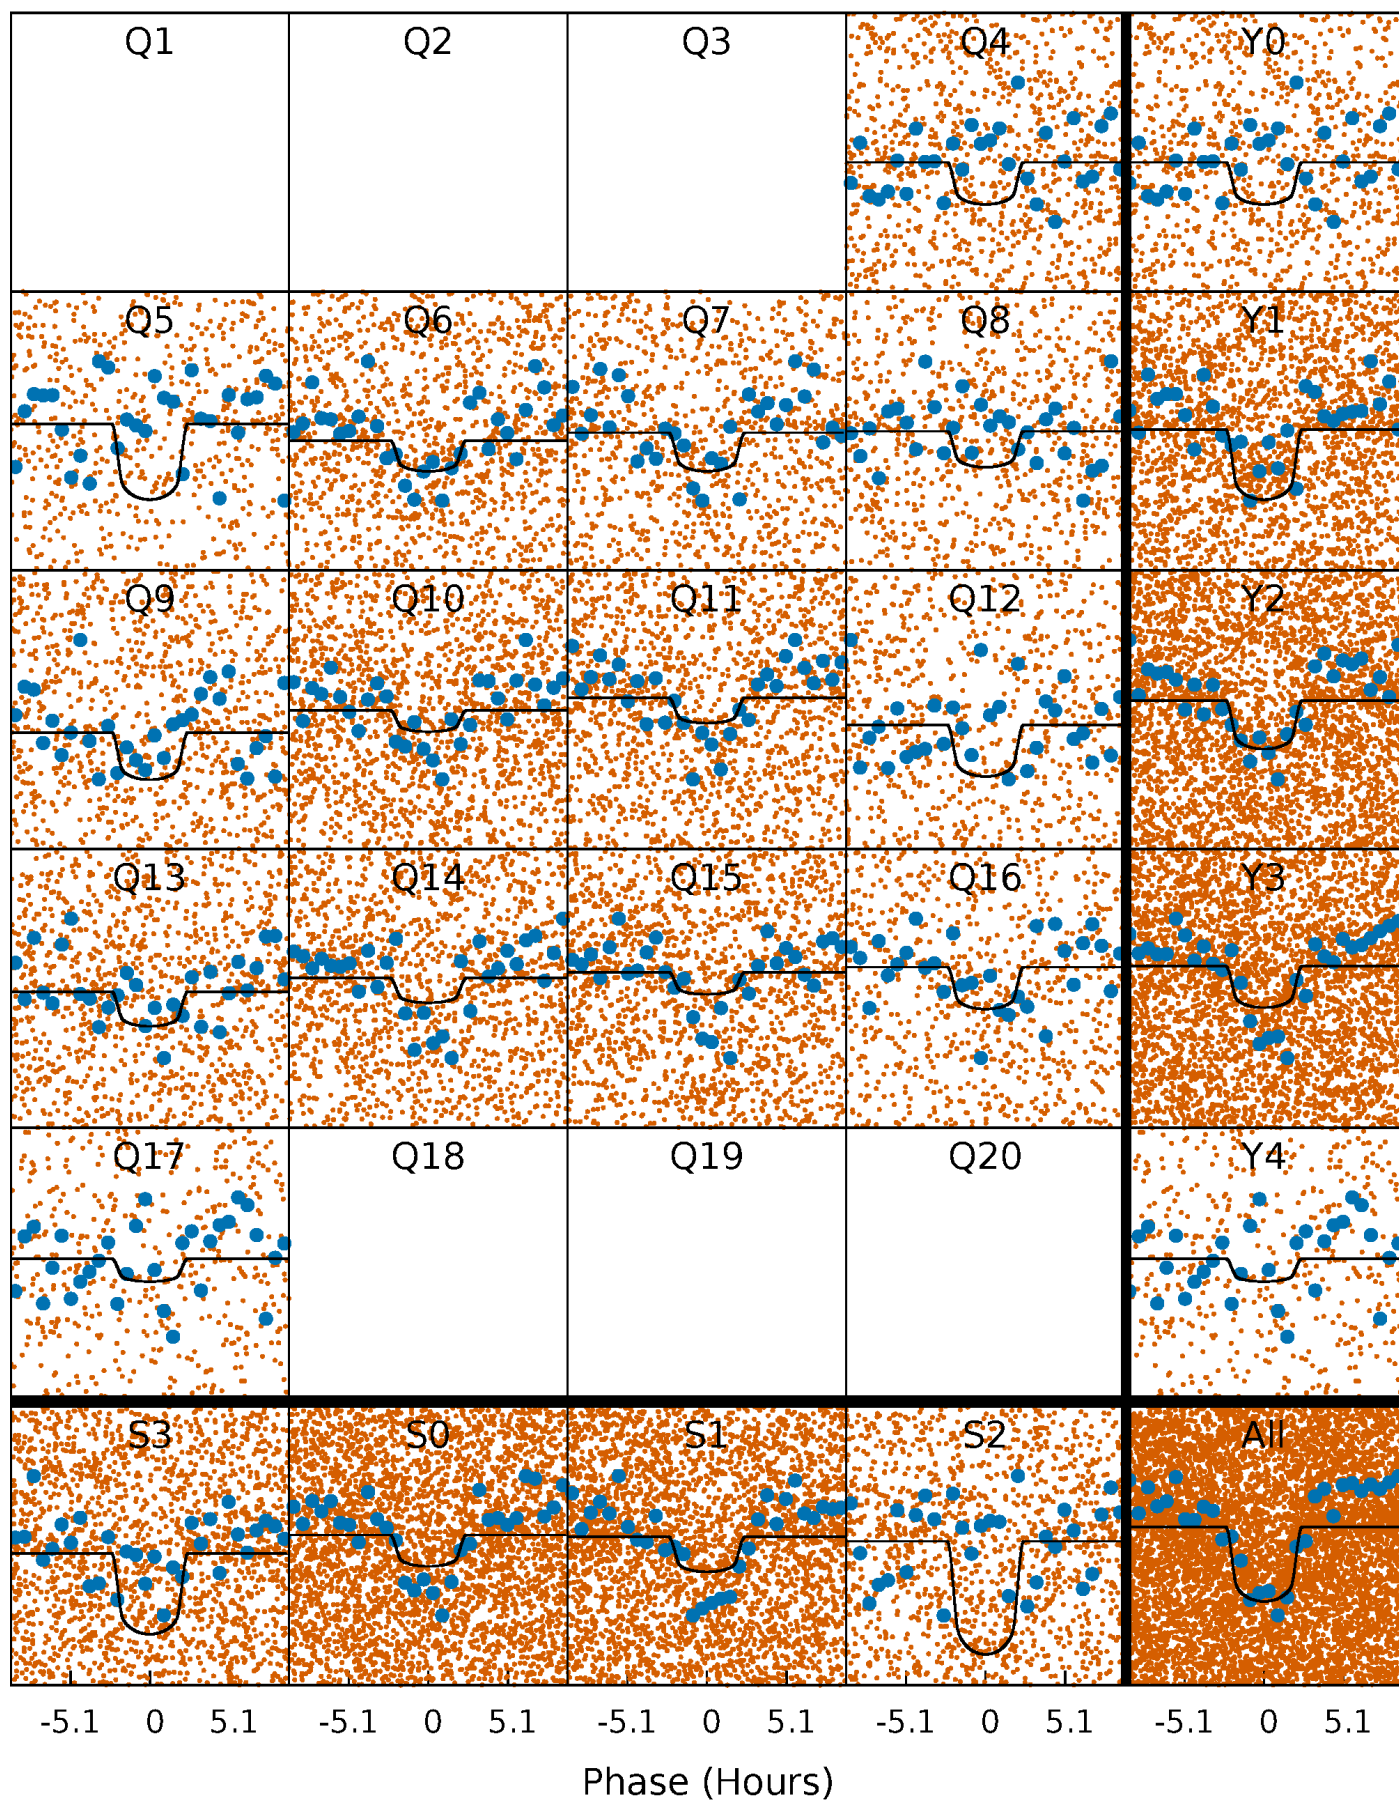 Q1 Q2 Q3 Q4 Y0
Q5 Q6 Q7 Q8 Y1
Q9 Q10 Q11 Q12 Y2
Q13 Q14 Q15 Q16 Y3
Q17 Q18 Q19 Q20 Y4
S3 S0 S1 S2 All
-5.1 0 5.1 -5.1 0 5.1 -5.1 0 5.1 -5.1 0 5.1 -5.1 0 5.1
Phase (Hours)